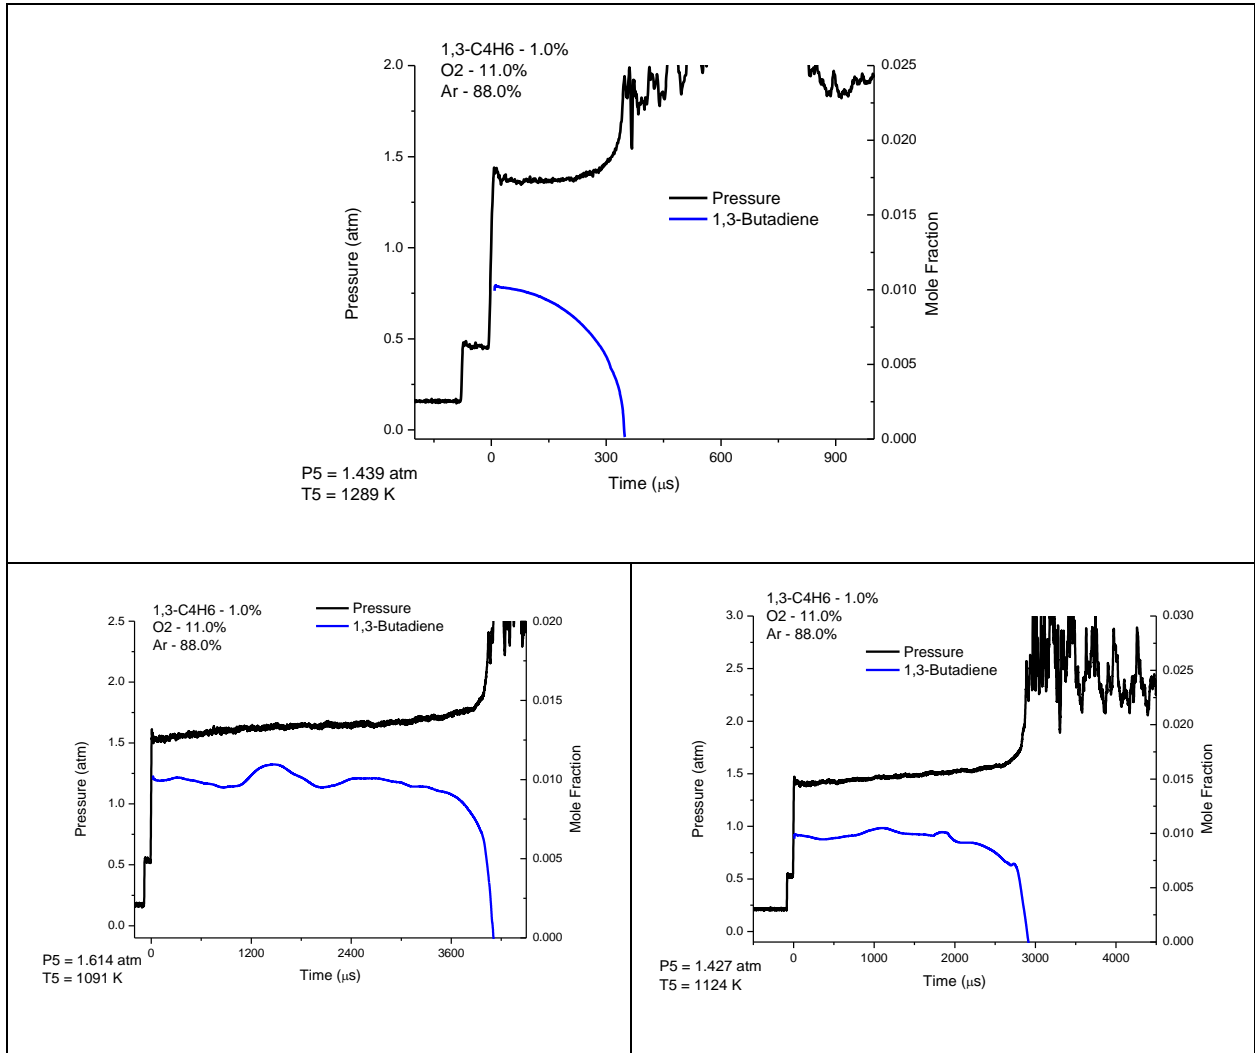 1,3-C4H6 - 1.0%
O2 - 11.0%
Ar - 88.0%
2.0
1.5
1.0
0.5
0.0
Pressure (atm)
0.025
0.020
0.015
0.010
0.005
0.000
Mole Fraction
Pressure
1,3-Butadiene
0 300 600 900
Time (μs)
P5 = 1.439 atm
T5 = 1289 K
1,3-C4H6 - 1.0%
O2 - 11.0%
Ar - 88.0%
Pressure
1,3-Butadiene
2.5
2.0
1.5
1.0
0.5
0.0
Pressure (atm)
0.020
0.015
0.010
0.005
0.000
Mole Fraction
0 1200 2400 3600
Time (μs)
P5 = 1.614 atm
T5 = 1091 K
1,3-C4H6 - 1.0%
O2 - 11.0%
Ar - 88.0%
Pressure
1,3-Butadiene
3.0
2.5
2.0
1.5
1.0
0.5
0.0
Pressure (atm)
0.030
0.025
0.020
0.015
0.010
0.005
0.000
Mole Fraction
0 1000 2000 3000 4000
Time (μs)
P5 = 1.427 atm
T5 = 1124 K